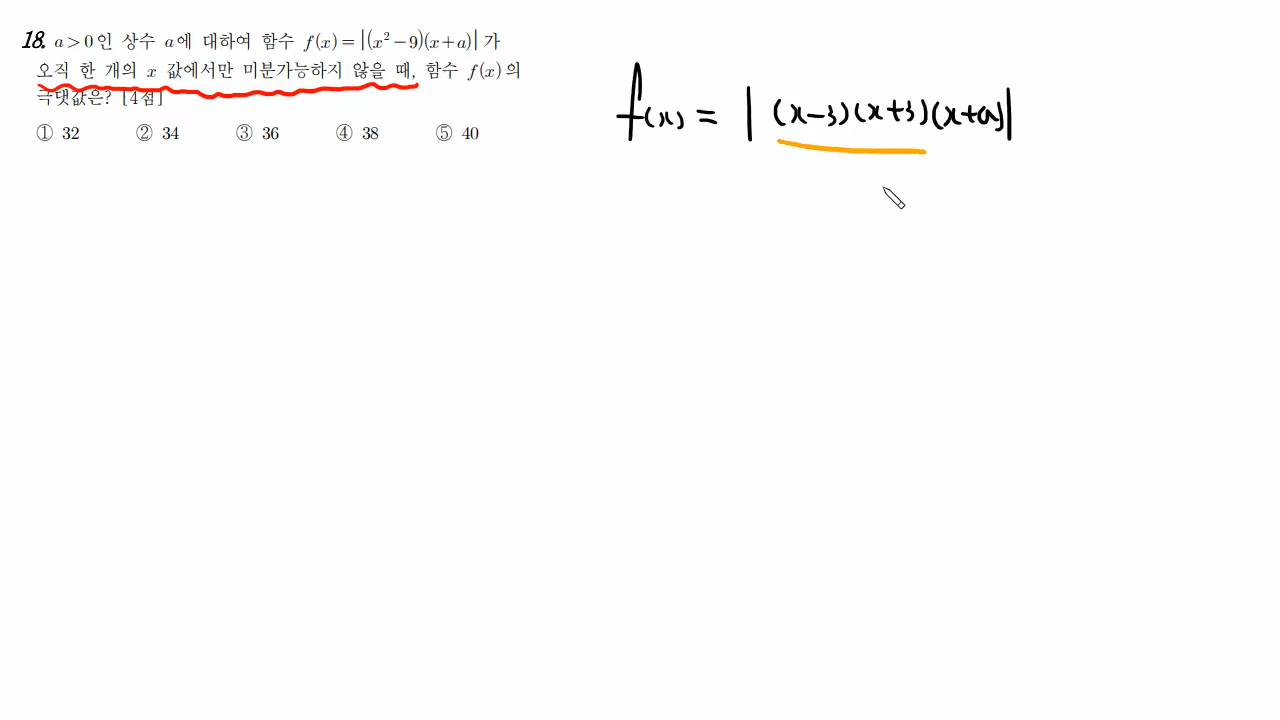 18. a>0인 상수 a에 대하여 함수 f(x)=|(x²-9)(x+a)|가
오직 한 개의 x 값에서만 미분가능하지 않을 때, 함수 f(x)의
극댓값은? [4점]
① 32 ② 34 ③ 36 ④ 38 ⑤ 40
f(x) = |(x-3)(x+3)(x+a)|